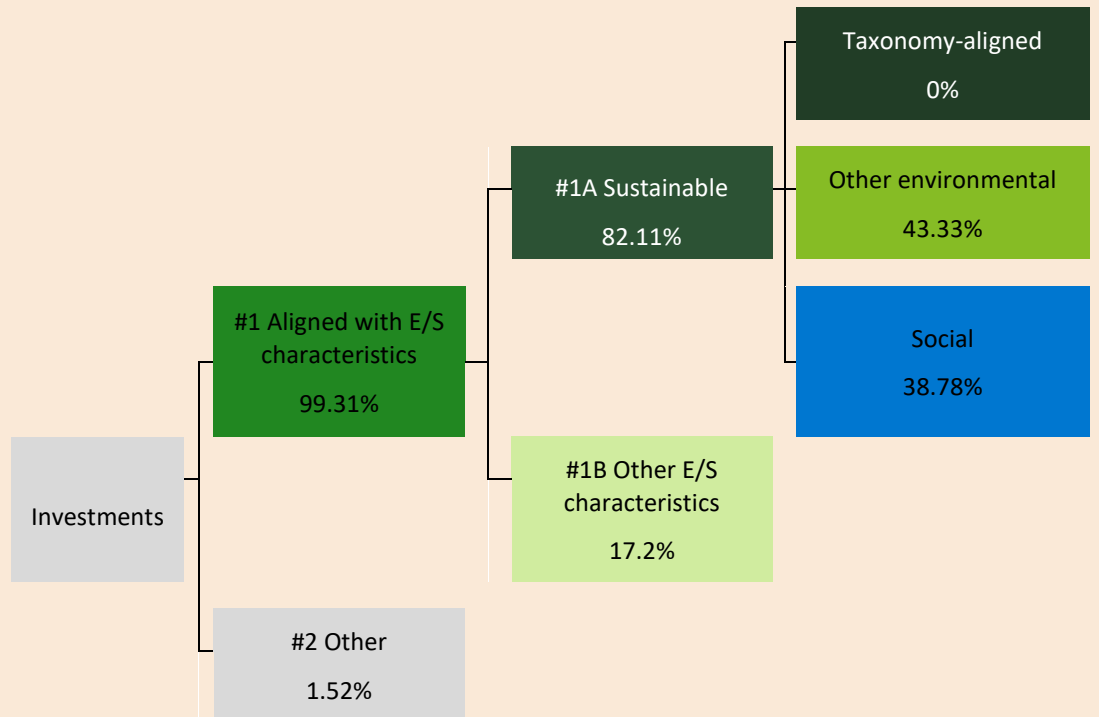 Investments
#1 Aligned with E/S
characteristics
99.31%
#2 Other
1.52%
#1A Sustainable
82.11%
#1B Other E/S
characteristics
17.2%
Taxonomy-aligned
0%
Other environmental
43.33%
Social
38.78%